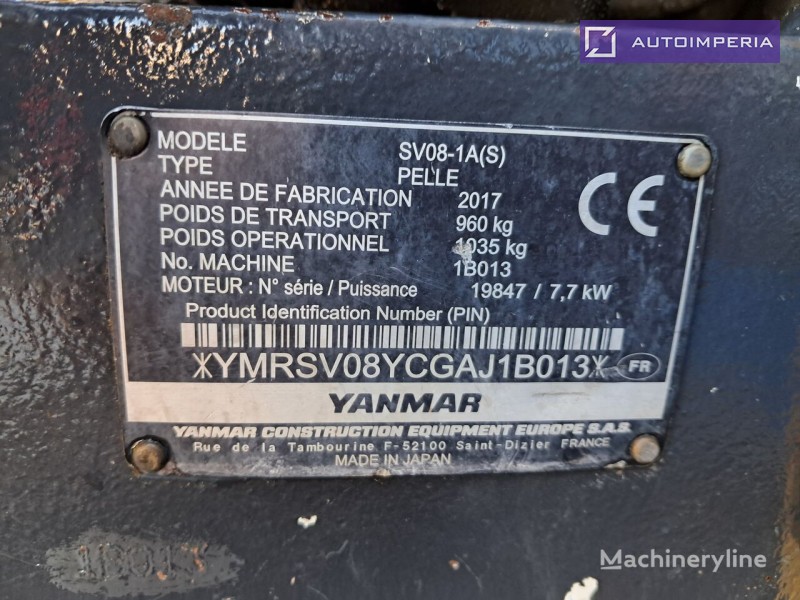 AUTOIMPERIA
MODELE SV08-1A(S)
TYPE PELLE
ANNEE DE FABRICATION 2017
POIDS DE TRANSPORT 960 kg
POIDS OPERATIONNEL 1035 kg
No. MACHINE 1B013
MOTEUR : N° série / Puissance 19847 / 7,7 kW
Product Identification Number (PIN)
*YMRSV08YCGAJ1B013*
FR
CE
YANMAR
YANMAR CONSTRUCTION EQUIPMENT EUROPE S.A.S.
Rue de la Tambourine F-52100 Saint-Dizier FRANCE
MADE IN JAPAN
1B013
Machineryline